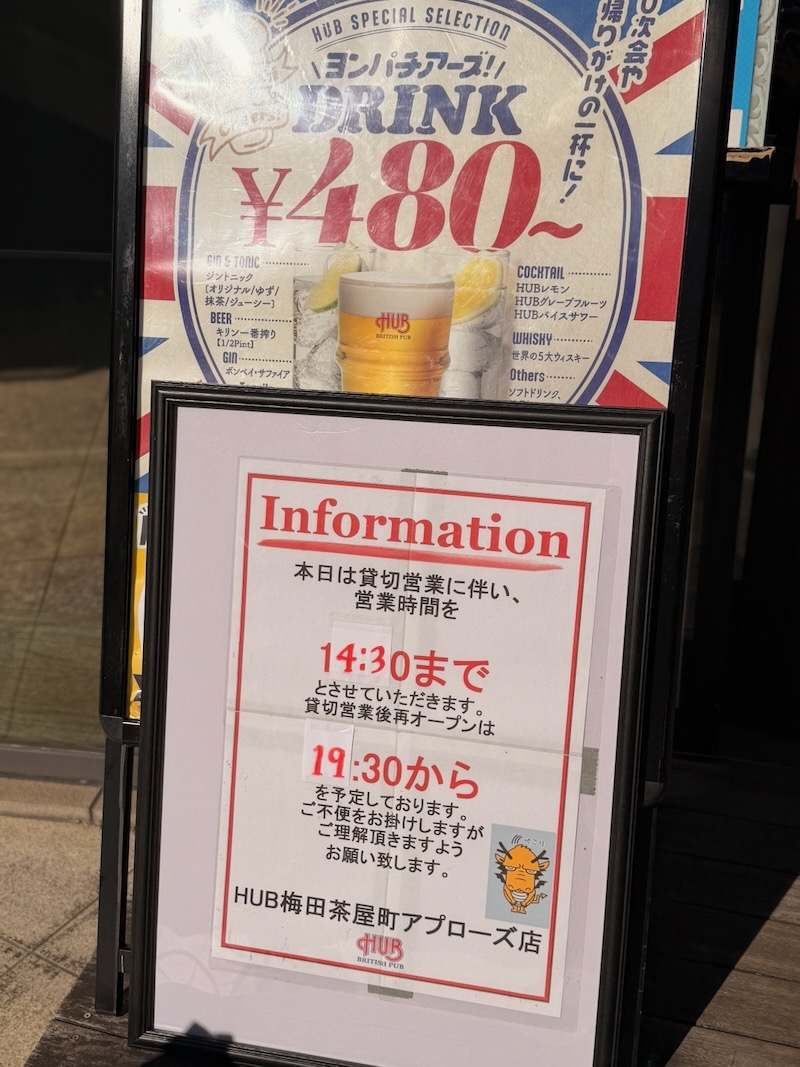 HUB SPECIAL SELECTION
\ヨンパチアーズ!/
DRINK
¥480~
次会や
帰りがけの一杯に!
GIN & TONIC
ジントニック
[オリジナル/ゆず/
抹茶/ジューシー]
BEER
キリン一番搾り
【1/2Pint】
GIN
ボンベイ・サファイア
COCKTAIL
HUBレモン
HUBグレープフルーツ
HUBバイスサワー
WHISKY
世界の5大ウィスキー
Others
ソフトドリンク、
HUB
BRITISH PUB
Information
本日は貸切営業に伴い、
営業時間を
14:30まで
とさせていただきます。
貸切営業後再オープンは
19:30から
を予定しております。
ご不便をお掛けしますが
ご理解頂きますよう
お願い致します。
ぺこり
HUB梅田茶屋町アプローズ店
HUB
BRITISH PUB